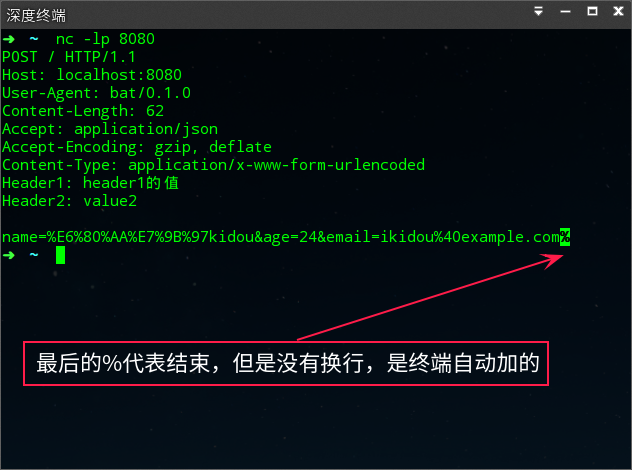 深度终端
➜ ~ nc -lp 8080
POST / HTTP/1.1
Host: localhost:8080
User-Agent: bat/0.1.0
Content-Length: 62
Accept: application/json
Accept-Encoding: gzip, deflate
Content-Type: application/x-www-form-urlencoded
Header1: header1的值
Header2: value2
name=%E6%80%AA%E7%9B%97kidou&age=24&email=ikidou%40example.com%
➜ ~
最后的%代表结束，但是没有换行，是终端自动加的